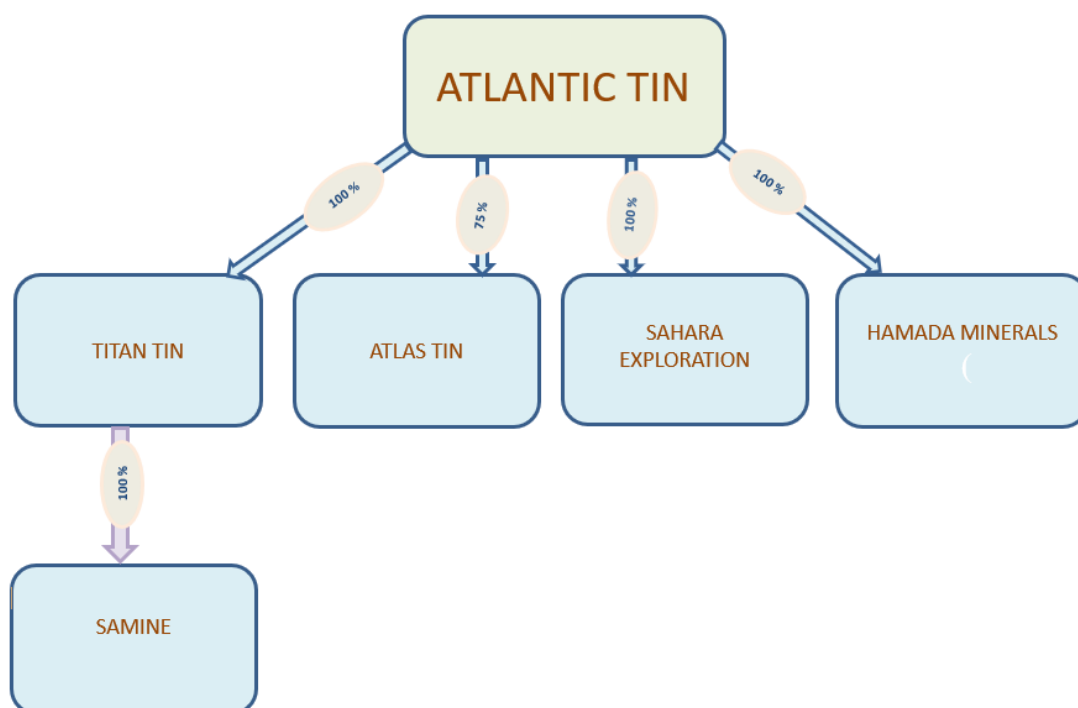 ATLANTIC TIN
100 %
75 %
100 %
100 %
TITAN TIN
ATLAS TIN
SAHARA
EXPLORATION
HAMADA MINERALS
(
100 %
SAMINE